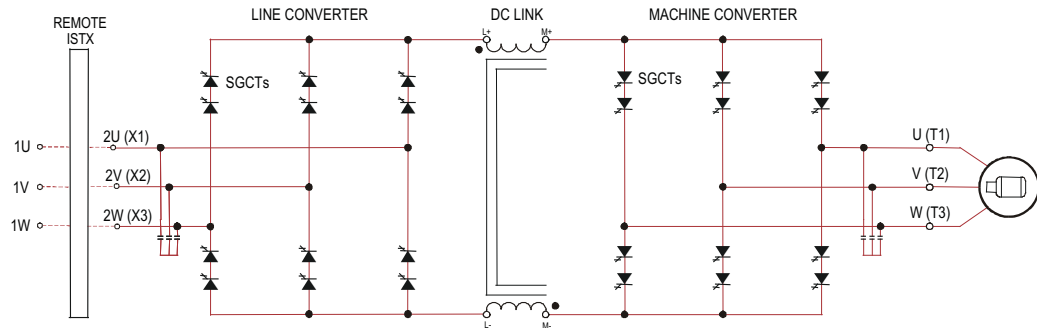 LINE CONVERTER
DC LINK
MACHINE CONVERTER
REMOTE
ISTX
L+
M+
SGCTs
SGCTs
2U (X1)
U (T1)
1U
2V (X2)
V (T2)
1V
2W (X3)
W (T3)
1W
L-
M-